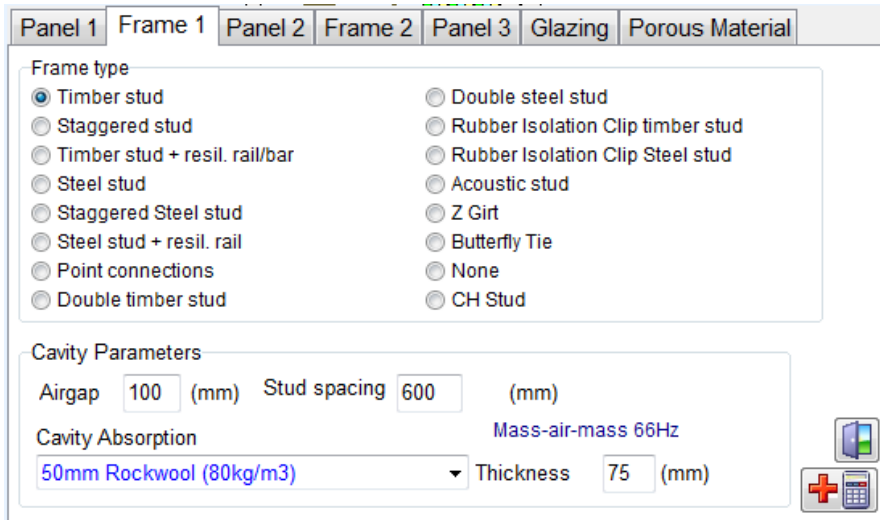 Panel 1 Frame 1 Panel 2 Frame 2 Panel 3 Glazing Porous Material
Frame type
Timber stud Double steel stud
Staggered stud Rubber Isolation Clip timber stud
Timber stud + resil. rail/bar Rubber Isolation Clip Steel stud
Steel stud Acoustic stud
Staggered Steel stud Z Girt
Steel stud + resil. rail Butterfly Tie
Point connections None
Double timber stud CH Stud
Cavity Parameters
Airgap 100 (mm) Stud spacing 600 (mm)
Cavity Absorption Mass-air-mass 66Hz
50mm Rockwool (80kg/m3) Thickness 75 (mm)